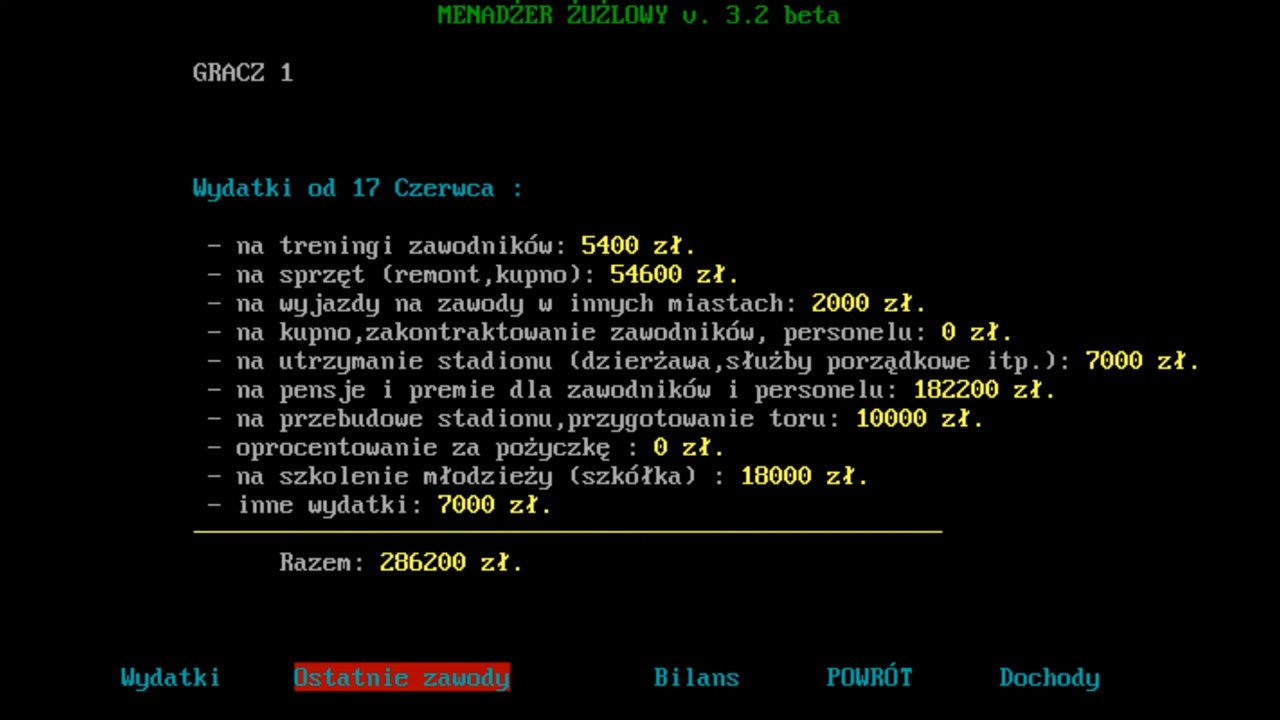 MENADŻER ŻUŻLOWY v. 3.2 beta
GRACZ 1
Wydatki od 17 Czerwca :
- na treningi zawodników: 5400 zł.
- na sprzęt (remont,kupno): 54600 zł.
- na wyjazdy na zawody w innych miastach: 2000 zł.
- na kupno,zakontraktowanie zawodników, personelu: 0 zł.
- na utrzymanie stadionu (dzierżawa,służby porządkowe itp.): 7000 zł.
- na pensje i premie dla zawodników i personelu: 182200 zł.
- na przebudowe stadionu,przygotowanie toru: 10000 zł.
- oprocentowanie za pożyczkę : 0 zł.
- na szkolenie młodzieży (szkółka) : 18000 zł.
- inne wydatki: 7000 zł.
Razem: 286200 zł.
Wydatki Ostatnie zawody Bilans POWRÓT Dochody